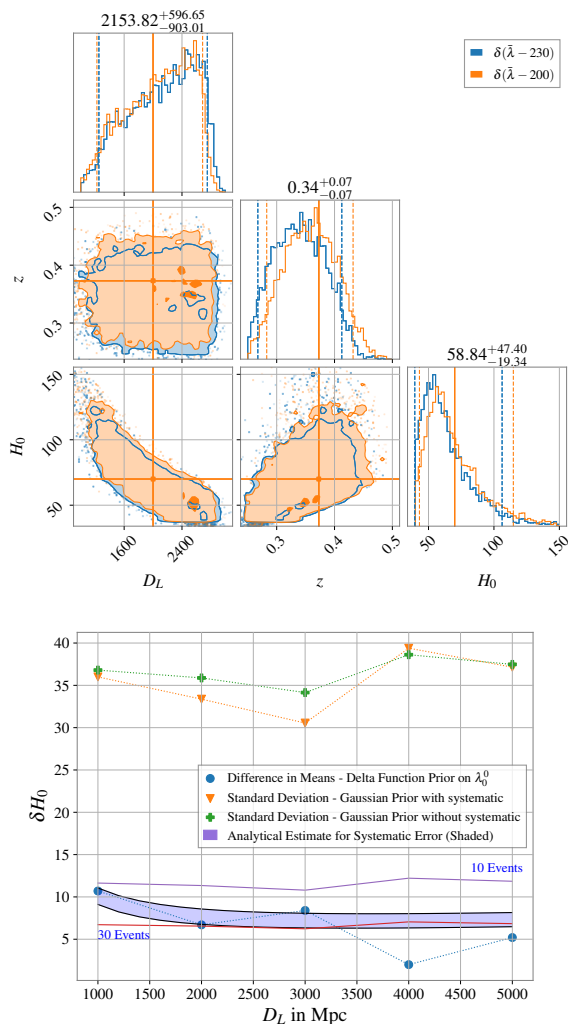 2153.82+596.65−903.01
δ(λ̄ − 230)
δ(λ̄ − 200)
0.34+0.07−0.07
0.5
0.4
0.3
z
58.84+47.40−19.34
150
100
50
H0
1600
2400
DL
0.3
0.4
0.5
z
50
100
150
H0
40
35
30
25
20
15
10
5
δH0
Difference in Means - Delta Function Prior on λ00
Standard Deviation - Gaussian Prior with systematic
Standard Deviation - Gaussian Prior without systematic
Analytical Estimate for Systematic Error (Shaded)
10 Events
30 Events
1000 1500 2000 2500 3000 3500 4000 4500 5000
DL in Mpc